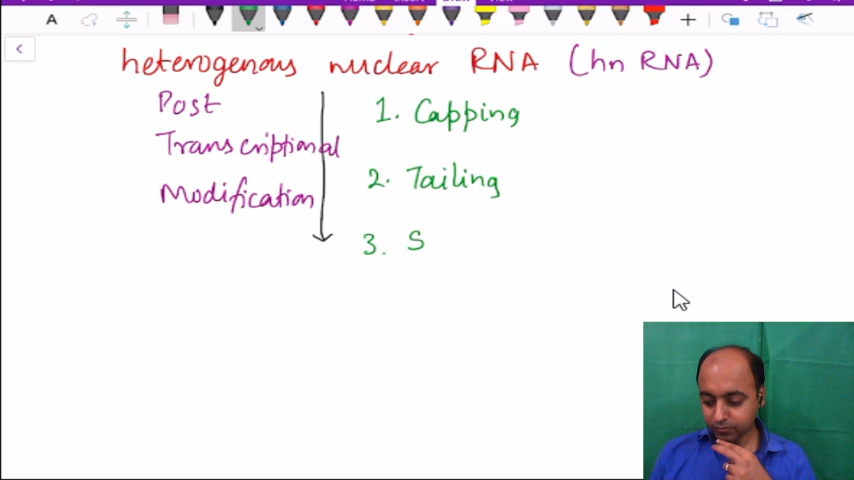 heterogenous nuclear RNA (hn RNA)
Post
Transcriptional
Modification
1. Capping
2. Tailing
3. S